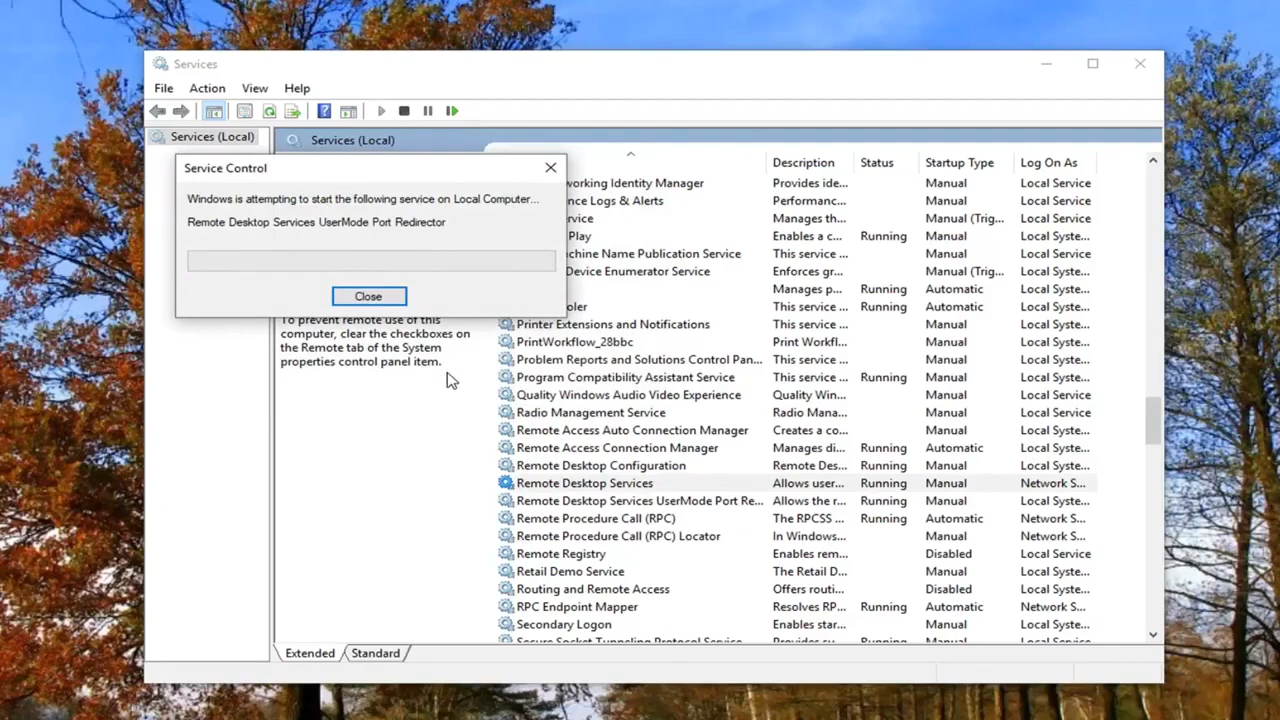 Services
File Action View Help
Services (Local)
Services (Local)
Service Control
Windows is attempting to start the following service on Local Computer...
Remote Desktop Services UserMode Port Redirector
Close
To prevent remote use of this
computer, clear the checkboxes on
the Remote tab of the System
properties control panel item.
Description Status Startup Type Log On As
working Identity Manager Provides ide... Manual Local Service
nce Logs & Alerts Performanc... Manual Local Service
rvice Manages th... Manual (Trig... Local Service
Play Enables a c... Running Manual Local Syste...
chine Name Publication Service This service ... Manual Local Service
Device Enumerator Service Enforces gr... Manual (Trig... Local Syste...
Manages p... Running Automatic Local Syste...
oler This service ... Running Automatic Local Syste...
Printer Extensions and Notifications This service ... Manual Local Syste...
PrintWorkflow_28bbc Print Workfl... Manual Local Syste...
Problem Reports and Solutions Control Pan... This service ... Manual Local Syste...
Program Compatibility Assistant Service This service ... Running Manual Local Syste...
Quality Windows Audio Video Experience Quality Win... Manual Local Service
Radio Management Service Radio Mana... Manual Local Service
Remote Access Auto Connection Manager Creates a co... Manual Local Syste...
Remote Access Connection Manager Manages di... Running Automatic Local Syste...
Remote Desktop Configuration Remote Des... Running Manual Local Syste...
Remote Desktop Services Allows user... Running Manual Network S...
Remote Desktop Services UserMode Port Re... Allows the r... Running Manual Local Syste...
Remote Procedure Call (RPC) The RPCSS ... Running Automatic Network S...
Remote Procedure Call (RPC) Locator In Windows... Manual Network S...
Remote Registry Enables rem... Disabled Local Service
Retail Demo Service The Retail D... Manual Local Syste...
Routing and Remote Access Offers routi... Disabled Local Syste...
RPC Endpoint Mapper Resolves RP... Running Automatic Network S...
Secondary Logon Enables star... Manual Local Syste...
Secure Socket Tunneling Protocol Service Provides su... Running Manual Local Service
Extended Standard